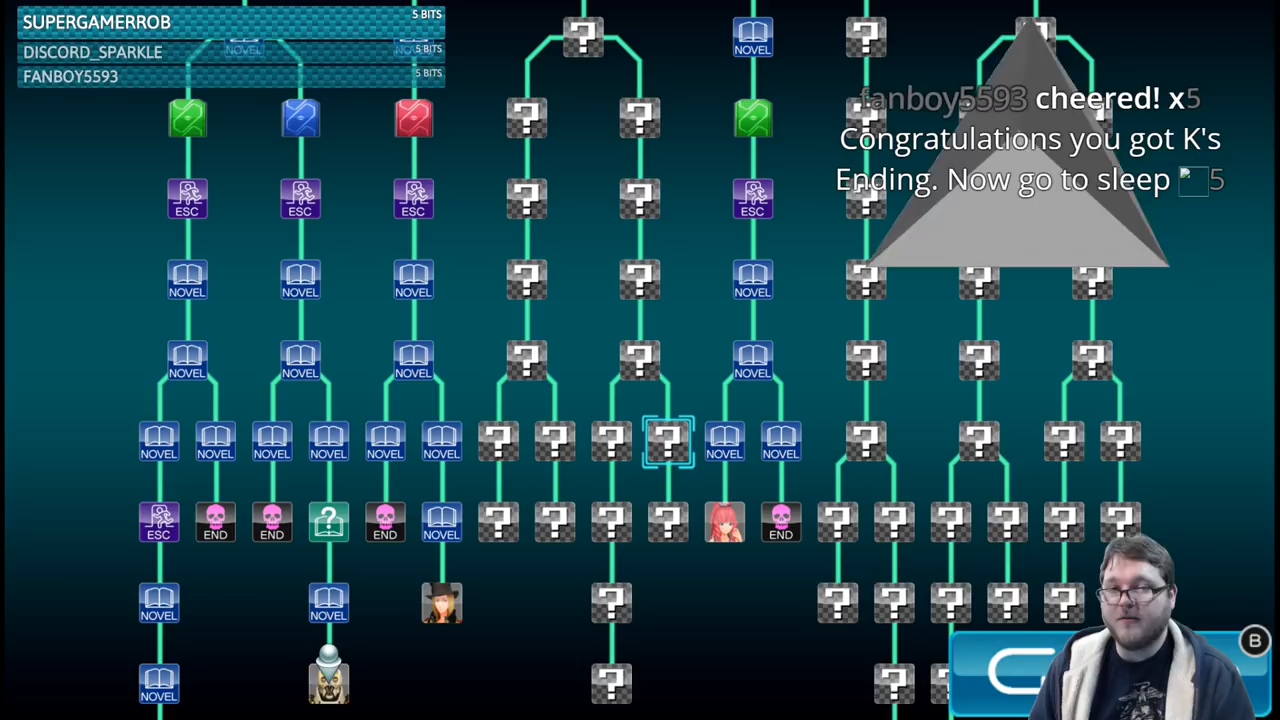 SUPERGAMERROB 5 BITS
DISCORD_SPARKLE 5 BITS
FANBOY5593 5 BITS
fanboy5593 cheered! x5
Congratulations you got K's
Ending. Now go to sleep 5
NOVEL NOVEL ? NOVEL ? ?
? ? ?
ESC ESC ESC ? ? ESC ?
NOVEL NOVEL NOVEL ? ? NOVEL ? ? ?
NOVEL NOVEL NOVEL ? ? NOVEL ? ? ?
NOVEL NOVEL NOVEL NOVEL NOVEL NOVEL ? ? ? ? NOVEL NOVEL ? ? ? ?
ESC END END ? END NOVEL ? ? ? ? END ? ? ? ? ? ?
NOVEL NOVEL ? ? ? ? ? ?
NOVEL ? ? ?
B